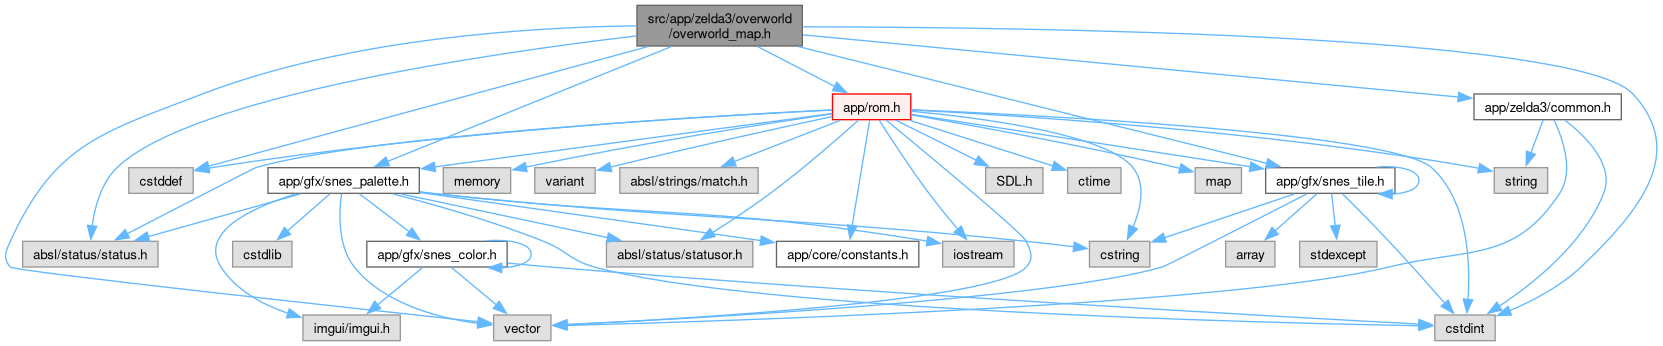 src/app/zelda3/overworld
/overworld_map.h
app/rom.h
app/zelda3/common.h
cstddef
app/gfx/snes_palette.h
memory
variant
absl/strings/match.h
SDL.h
ctime
map
app/gfx/snes_tile.h
string
absl/status/status.h
cstdlib
app/gfx/snes_color.h
absl/status/statusor.h
app/core/constants.h
iostream
cstring
array
stdexcept
imgui/imgui.h
vector
cstdint